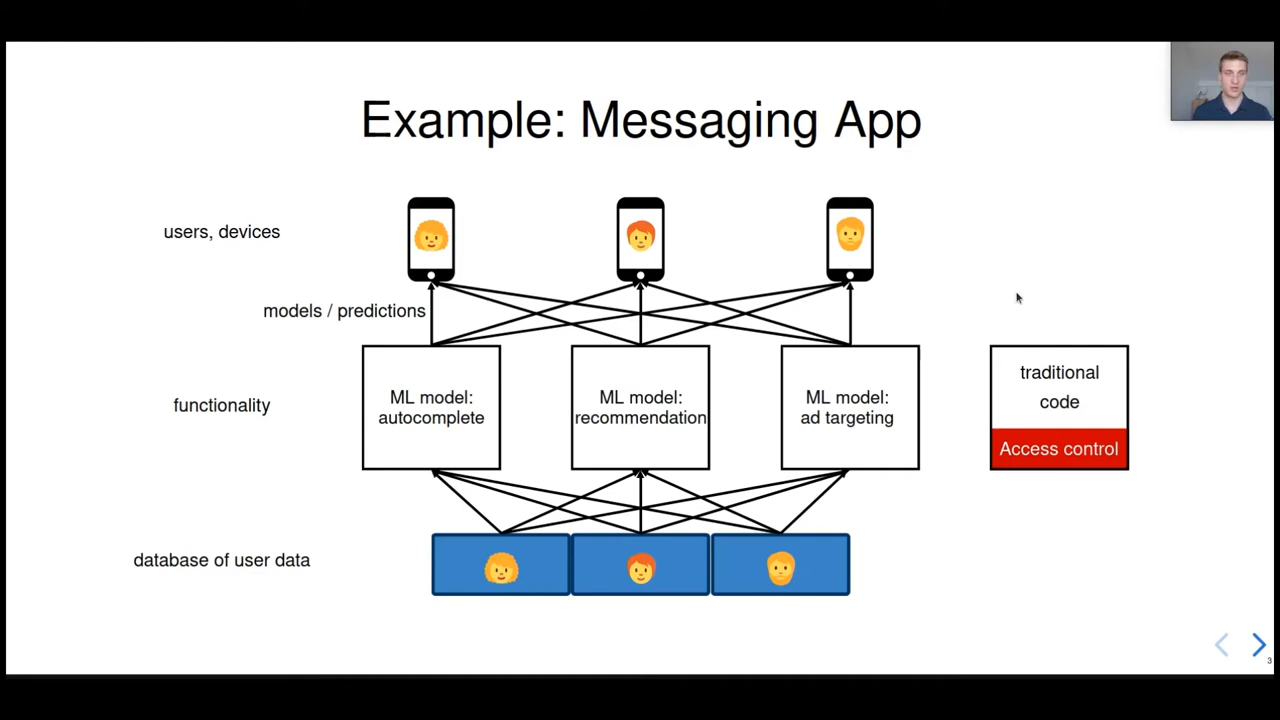 Example: Messaging App
users, devices
models / predictions
functionality
ML model:
autocomplete
ML model:
recommendation
ML model:
ad targeting
traditional
code
Access control
database of user data
3